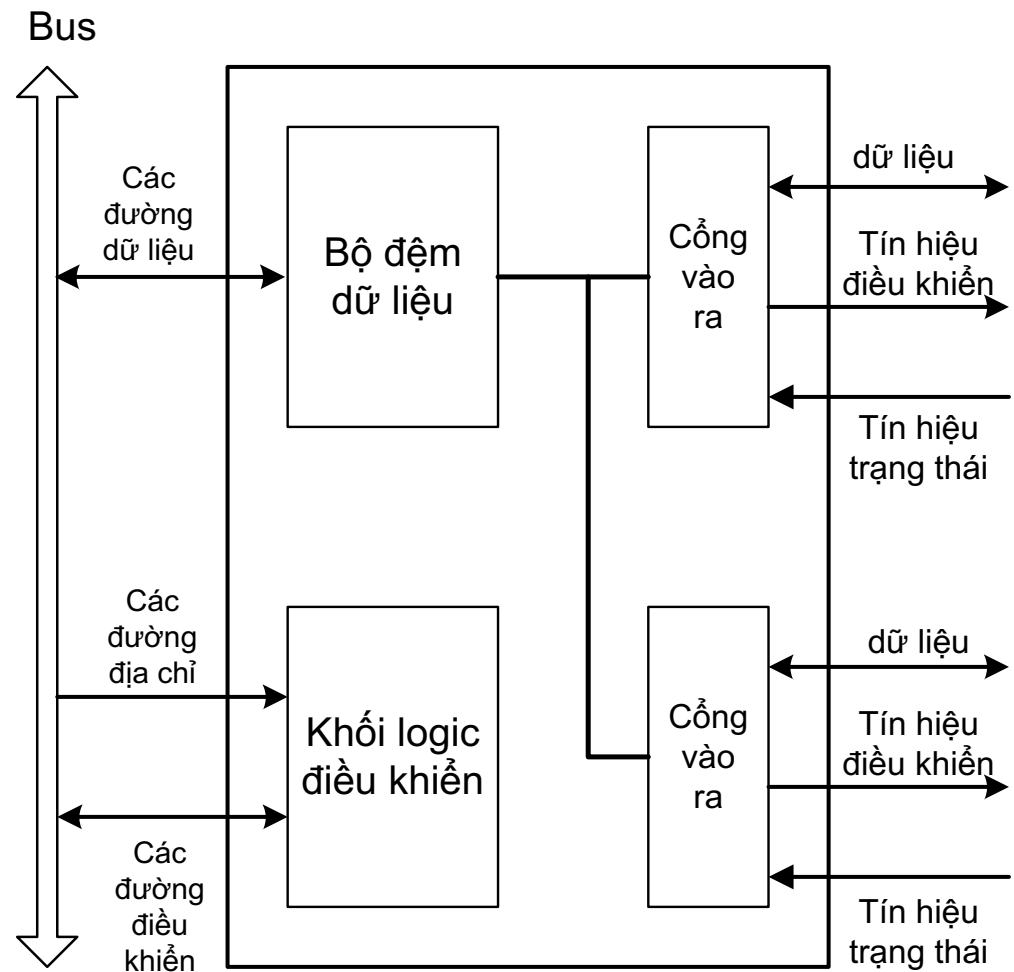 Bus
Các
đường
dữ liệu
Bộ đệm
dữ liệu
Cổng
vào
ra
dữ liệu
Tín hiệu
điều khiển
Tín hiệu
trạng thái
Các
đường
địa chỉ
Khối logic
điều khiển
Các
đường
điều
khiển
Cổng
vào
ra
dữ liệu
Tín hiệu
điều khiển
Tín hiệu
trạng thái